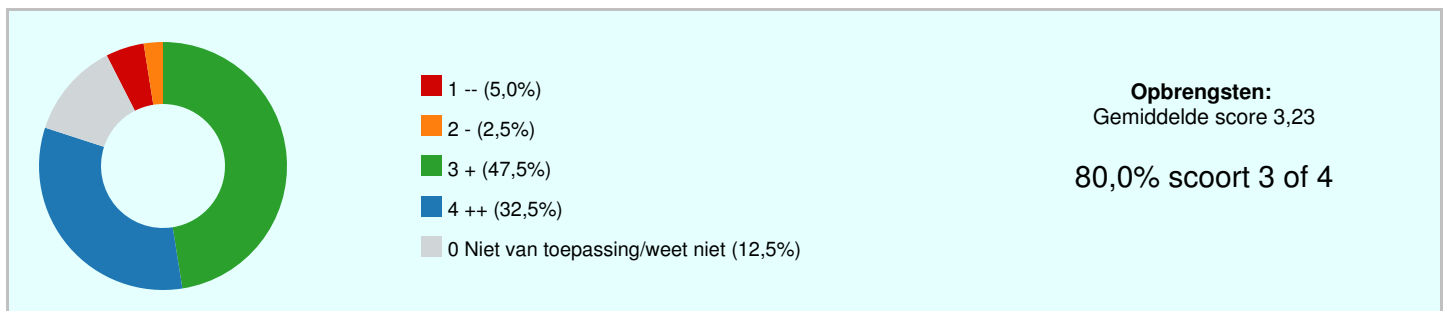 1 -- (5,0%)
2 - (2,5%)
3 + (47,5%)
4 ++ (32,5%)
0 Niet van toepassing/weet niet (12,5%)
Opbrengsten:
Gemiddelde score 3,23
80,0% scoort 3 of 4